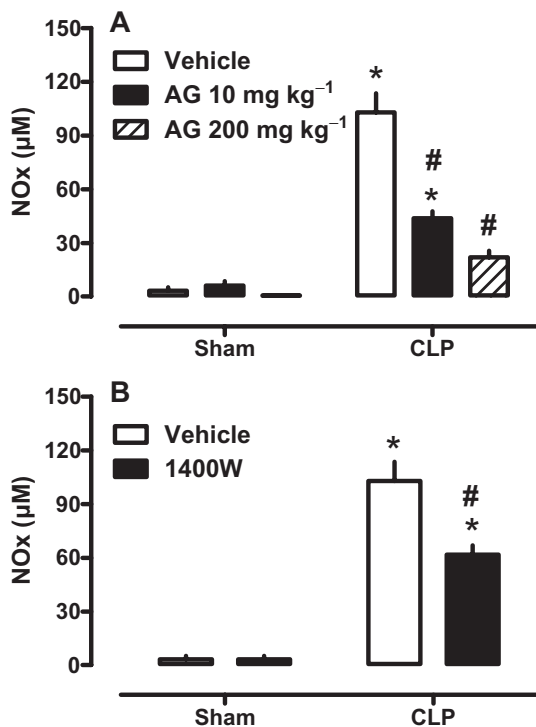 A
150
120
90
60
30
0
NOx (µM)
Vehicle
AG 10 mg kg⁻¹
AG 200 mg kg⁻¹
*
#
*
#
Sham CLP
B
150
120
90
60
30
0
NOx (µM)
Vehicle
1400W
*
#
*
Sham CLP